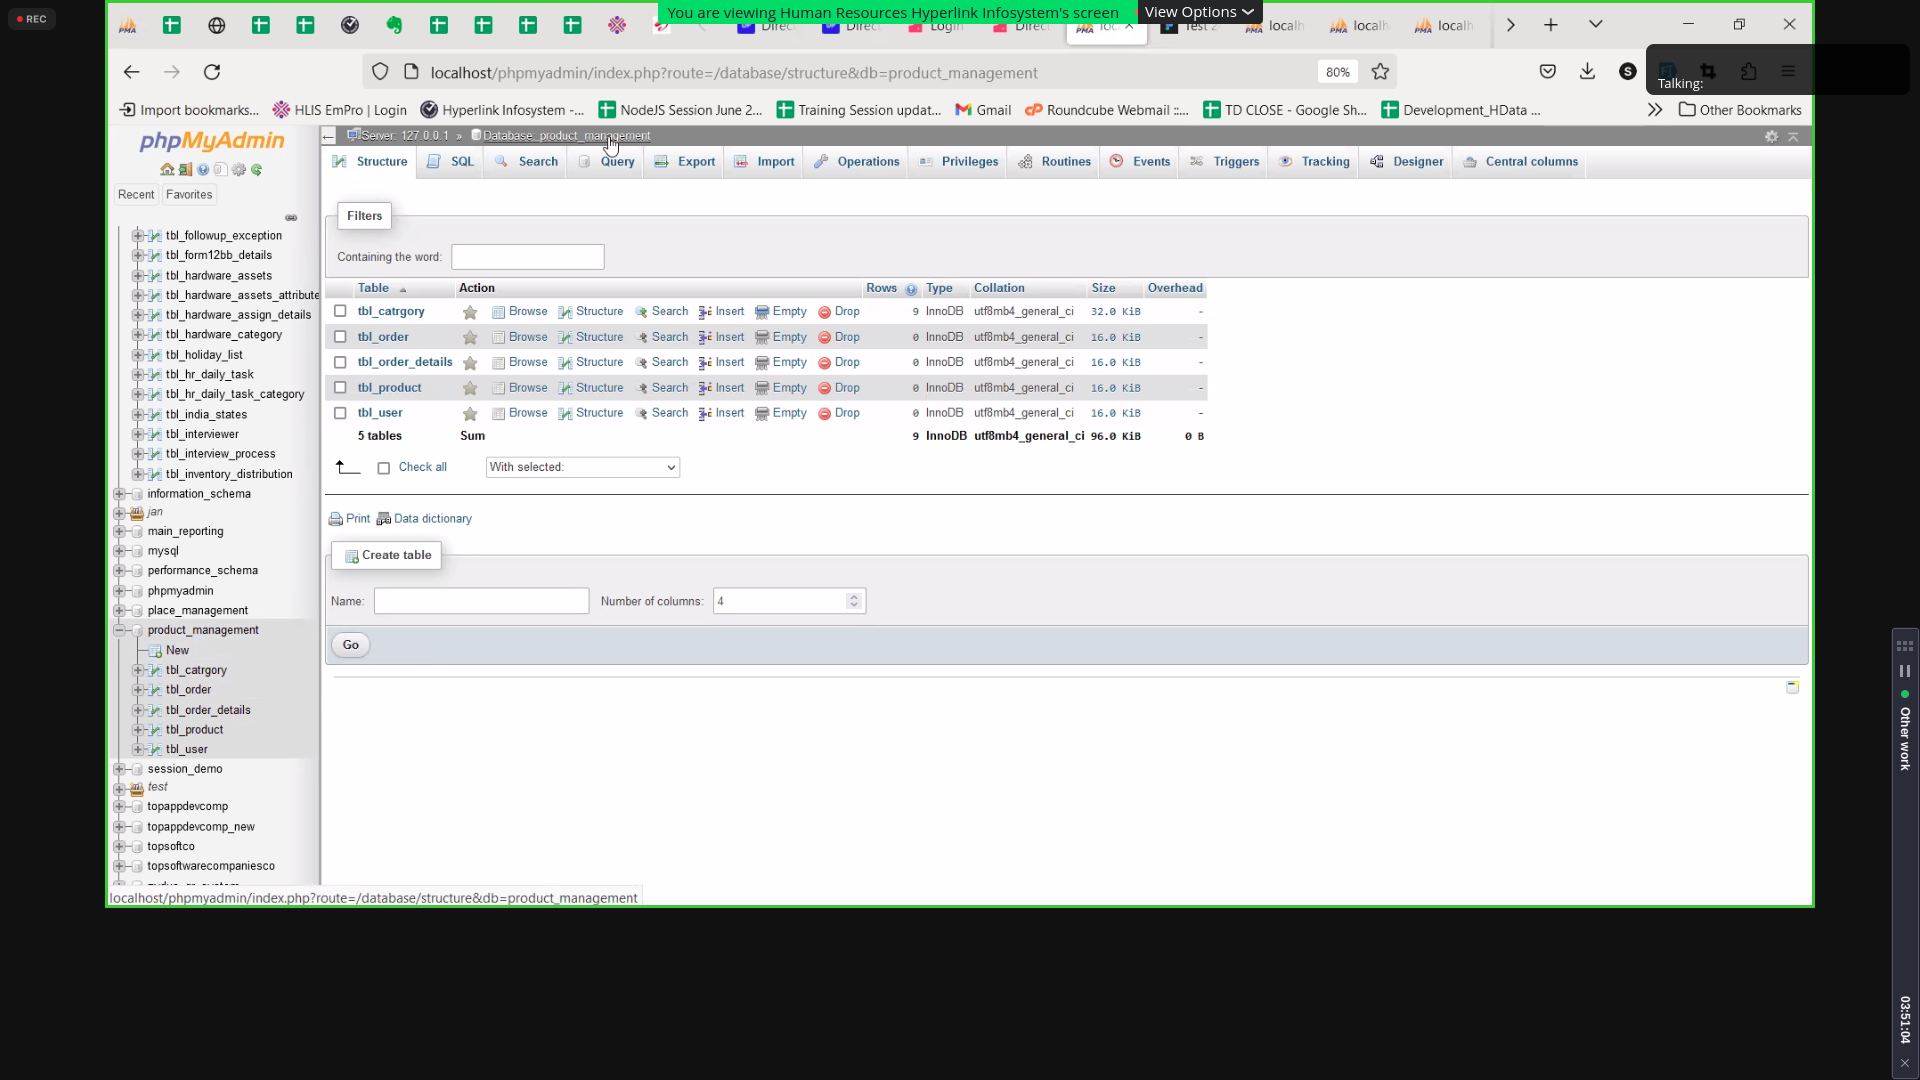 REC
You are viewing Human Resources Hyperlink Infosystem's screen
View Options
Direc
Direc
Login
Direc
loc
Test 2
localh
localh
localh
localhost/phpmyadmin/index.php?route=/database/structure&db=product_management
80%
S
Talking:
Import bookmarks...
HLIS EmPro | Login
Hyperlink Infosystem -...
NodeJS Session June 2...
Training Session updat...
Gmail
Roundcube Webmail ::...
TD CLOSE - Google Sh...
Development_HData ...
Other Bookmarks
phpMyAdmin
Server: 127.0.0.1 » Database: product_management
Structure
SQL
Search
Query
Export
Import
Operations
Privileges
Routines
Events
Triggers
Tracking
Designer
Central columns
Recent
Favorites
tbl_followup_exception
tbl_form12bb_details
tbl_hardware_assets
tbl_hardware_assets_attribute
tbl_hardware_assign_details
tbl_hardware_category
tbl_holiday_list
tbl_hr_daily_task
tbl_hr_daily_task_category
tbl_india_states
tbl_interviewer
tbl_interview_process
tbl_inventory_distribution
information_schema
jan
main_reporting
mysql
performance_schema
phpmyadmin
place_management
product_management
New
tbl_catrgory
tbl_order
tbl_order_details
tbl_product
tbl_user
session_demo
test
topappdevcomp
topappdevcomp_new
topsoftco
topsoftwarecompaniesco
Filters
Containing the word:
Table Action Rows Type Collation Size Overhead
tbl_catrgory Browse Structure Search Insert Empty Drop 9 InnoDB utf8mb4_general_ci 32.0 KiB -
tbl_order Browse Structure Search Insert Empty Drop 0 InnoDB utf8mb4_general_ci 16.0 KiB -
tbl_order_details Browse Structure Search Insert Empty Drop 0 InnoDB utf8mb4_general_ci 16.0 KiB -
tbl_product Browse Structure Search Insert Empty Drop 0 InnoDB utf8mb4_general_ci 16.0 KiB -
tbl_user Browse Structure Search Insert Empty Drop 0 InnoDB utf8mb4_general_ci 16.0 KiB -
5 tables Sum 9 InnoDB utf8mb4_general_ci 96.0 KiB 0 B
Check all
With selected:
Print
Data dictionary
Create table
Name:
Number of columns: 4
Go
localhost/phpmyadmin/index.php?route=/database/structure&db=product_management
Other work
03:51:04